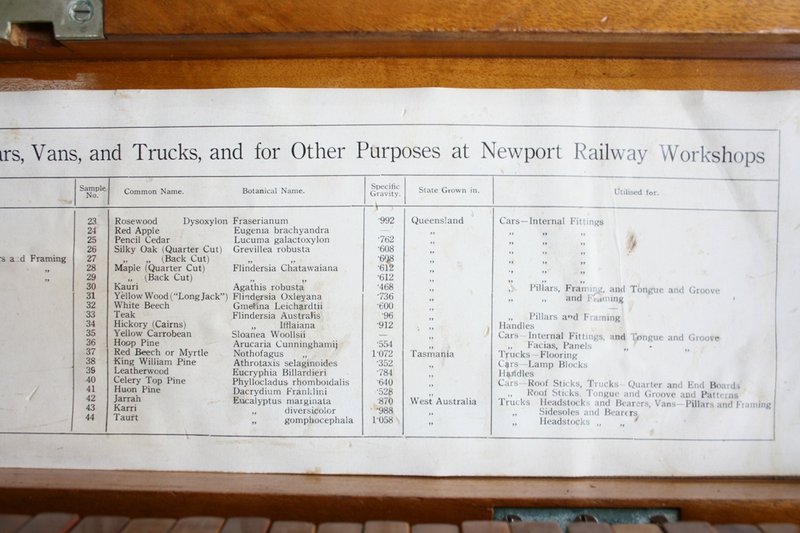 ars, Vans, and Trucks, and for Other Purposes at Newport Railway Workshops
Sample No. Common Name. Botanical Name. Specific Gravity. State Grown in. Utilised for.
23 Rosewood Dysoxylon Fraserianum ·992 Queensland Cars—Internal Fittings
24 Red Apple Eugenia brachyandra — „ „ „ „
25 Pencil Cedar Lucuma galactoxylon ·762 „ „ „ „
26 Silky Oak (Quarter Cut) Grevillea robusta ·608 „ „ „ „
s and Framing 27 „ „ (Back Cut) „ „ ·608 „ „ „ „
„ 28 Maple (Quarter Cut) Flindersia Chatawaiana ·612 „ „ „ „
„ 29 „ (Back Cut) „ „ ·612 „ „ „ „
30 Kauri Agathis robusta ·468 „ „ Pillars, Framing, and Tongue and Groove
31 Yellow Wood ("Long Jack") Flindersia Oxleyana ·736 „ „ „ and Framing
32 White Beech Gmelina Leichardtii ·600 „ —
33 Teak Flindersia Australis ·96 „ „ Pillars and Framing
34 Hickory (Cairns) „ Ifflaiana ·912 „ Handles
35 Yellow Carrobean Sloanea Woollsii — „ Cars—Internal Fittings, and Tongue and Groove
36 Hoop Pine Arucaria Cunninghamij ·554 „ „ Facias, Panels „ „ „
37 Red Beech or Myrtle Nothofagus „ 1·072 Tasmania Trucks—Flooring
38 King William Pine Athrotaxis selaginoides ·352 „ Cars—Lamp Blocks
39 Leatherwood Eucryphia Billardieri ·784 „ Handles
40 Celery Top Pine Phyllocladus rhomboidalis ·640 „ Cars—Roof Sticks, Trucks—Quarter and End Boards
41 Huon Pine Dacrydium Franklini ·528 „ „ Roof Sticks, Tongue and Groove and Patterns
42 Jarrah Eucalyptus marginata 870 West Australia Trucks Headstocks and Bearers, Vans—Pillars and Framing
43 Karri „ diversicolor ·988 „ „ Sidesoles and Bearers
44 Taurt „ gomphocephala 1·058 „ „ Headstocks „ „